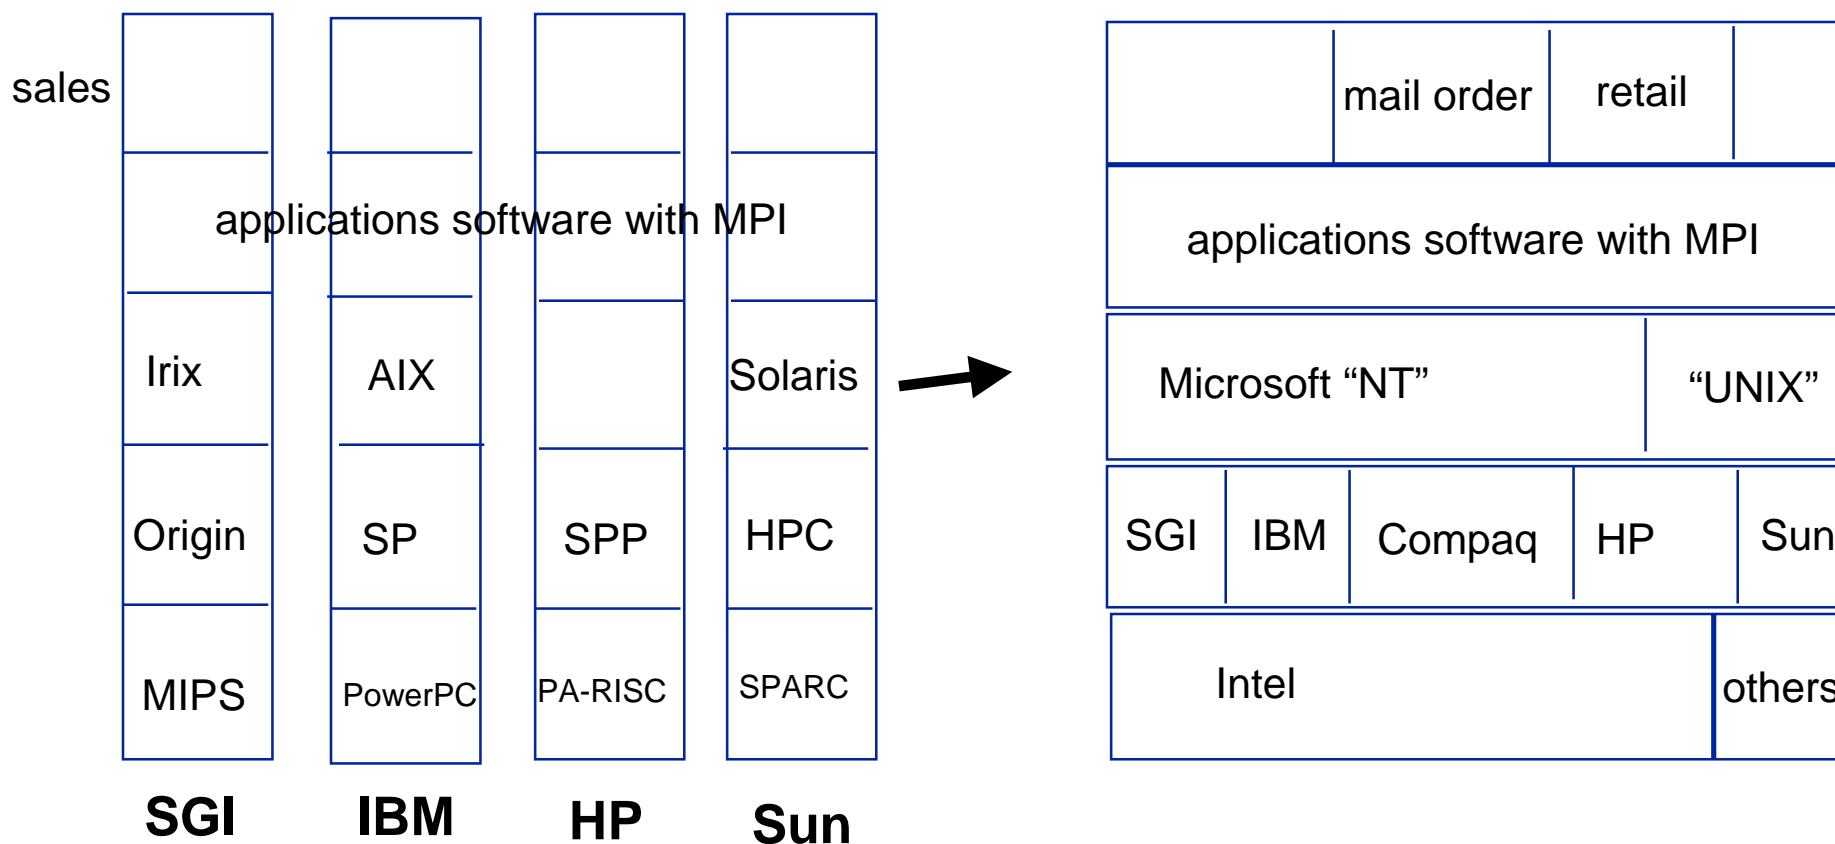 sales
applications software with MPI
Irix
AIX
Solaris
Origin
SP
SPP
HPC
MIPS
PowerPC
PA-RISC
SPARC
SGI
IBM
HP
Sun
mail order
retail
applications software with MPI
Microsoft “NT”
“UNIX”
SGI
IBM
Compaq
HP
Sun
Intel
others